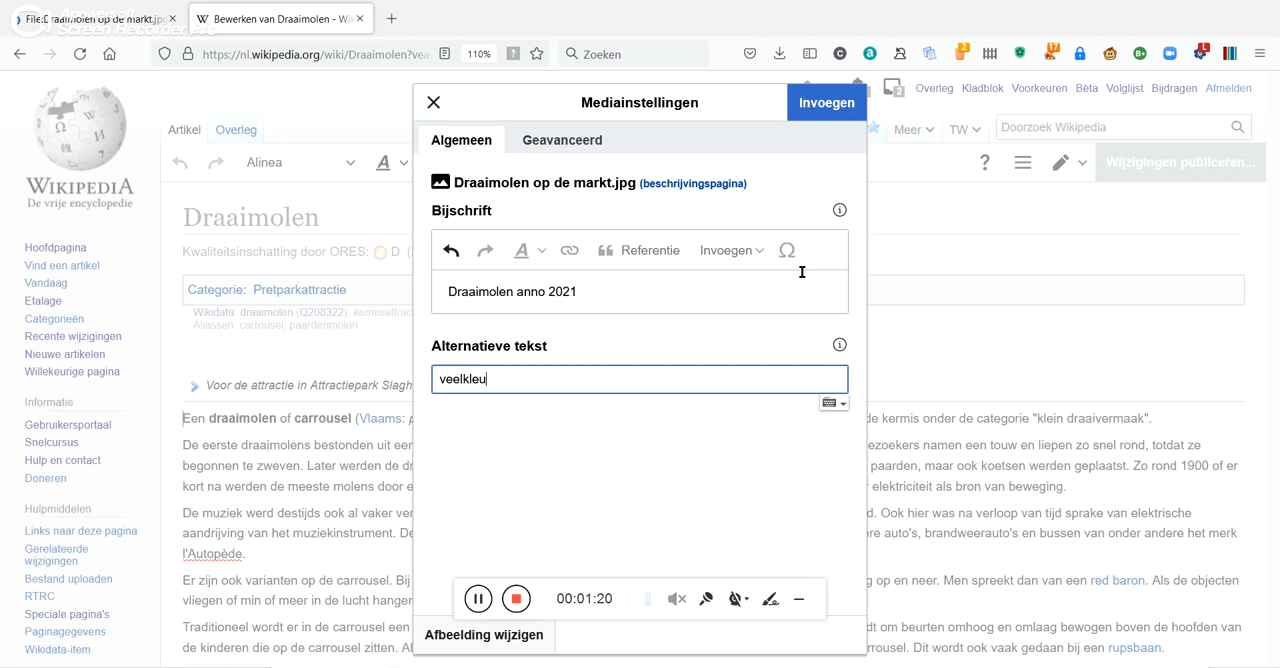 File:Draaimolen op de markt.jpg
Bewerken van Draaimolen - Wi
Apowersoft
Screen Recorder Pro
https://nl.wikipedia.org/wiki/Draaimolen?vea
110%
Zoeken
2
17
L
Mediainstellingen
Invoegen
2
Overleg Kladblok Voorkeuren Bèta Volglijst Bijdragen Afmelden
Algemeen
Geavanceerd
Artikel Overleg
Meer TW
Doorzoek Wikipedia
Alinea
A
?
Wijzigingen publiceren...
WIKIPEDIA
De vrije encyclopedie
Draaimolen op de markt.jpg (beschrijvingspagina)
Bijschrift
A
Referentie
Invoegen
Ω
Draaimolen anno 2021
Alternatieve tekst
veelkleu
00:01:20
Afbeelding wijzigen
Hoofdpagina
Vind een artikel
Vandaag
Etalage
Categorieën
Recente wijzigingen
Nieuwe artikelen
Willekeurige pagina
Informatie
Gebruikersportaal
Snelcursus
Hulp en contact
Doneren
Hulpmiddelen
Links naar deze pagina
Gerelateerde
wijzigingen
Bestand uploaden
RTRC
Speciale pagina's
Paginagegevens
Wikidata-item
Draaimolen
Kwaliteitsinschatting door ORES: D (
Categorie: Pretparkattractie
Wikidata: draaimolen (Q208322), kermisattrac
Aliassen: carrousel, paardenmolen
Voor de attractie in Attractiepark Slagh
Een draaimolen of carrousel (Vlaams: p de kermis onder de categorie "klein draaivermaak".
De eerste draaimolens bestonden uit eer ezoekers namen een touw en liepen zo snel rond, totdat ze
begonnen te zweven. Later werden de dr paarden, maar ook koetsen werden geplaatst. Zo rond 1900 of er
kort na werden de meeste molens door e elektriciteit als bron van beweging.
De muziek werd destijds ook al vaker ver d. Ook hier was na verloop van tijd sprake van elektrische
aandrijving van het muziekinstrument. De ere auto's, brandweerauto's en bussen van onder andere het merk
l'Autopède.
Er zijn ook varianten op de carrousel. Bij g op en neer. Men spreekt dan van een red baron. Als de objecten
vliegen of min of meer in de lucht hanger
Traditioneel wordt er in de carrousel een dt om beurten omhoog en omlaag bewogen boven de hoofden van
de kinderen die op de carrousel zitten. Al rrousel. Dit wordt ook vaak gedaan bij een rupsbaan.